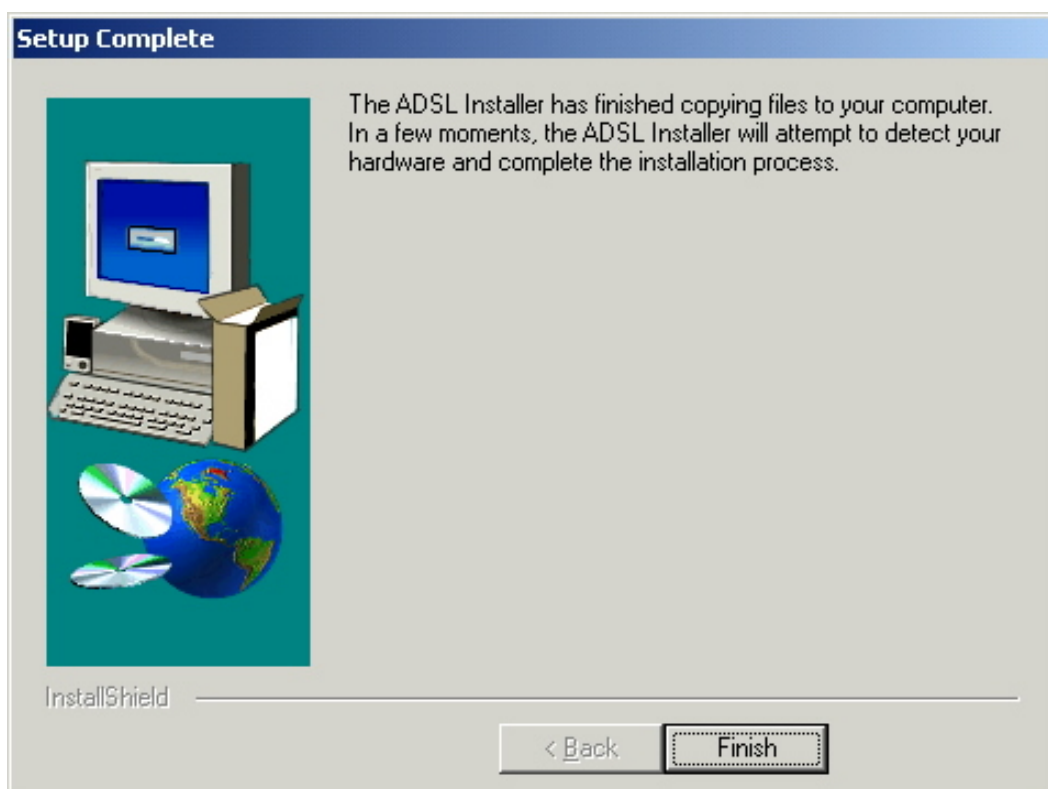 Setup Complete
The ADSL Installer has finished copying files to your computer.
In a few moments, the ADSL Installer will attempt to detect your
hardware and complete the installation process.
InstallShield
< Back
Finish